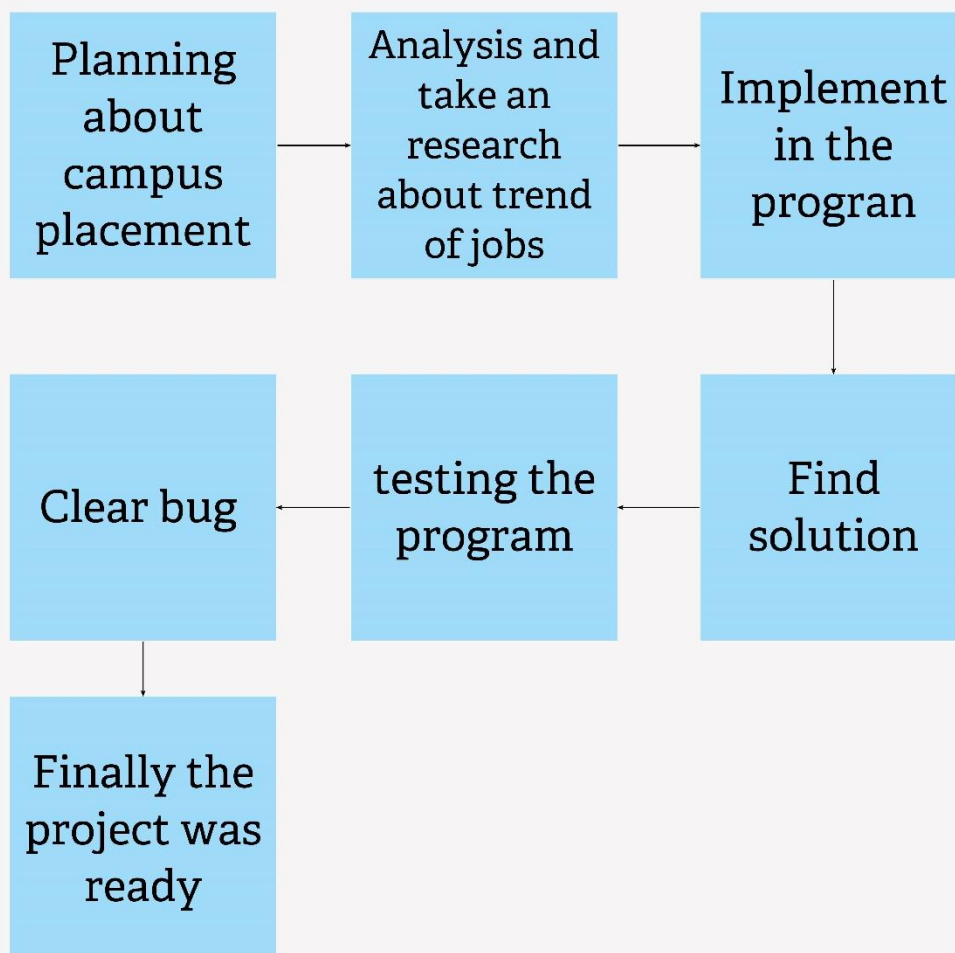 Planning
about
campus
placement
Analysis and
take an
research
about trend
of jobs
Implement
in the
progran
Find
solution
testing the
program
Clear bug
Finally the
project was
ready